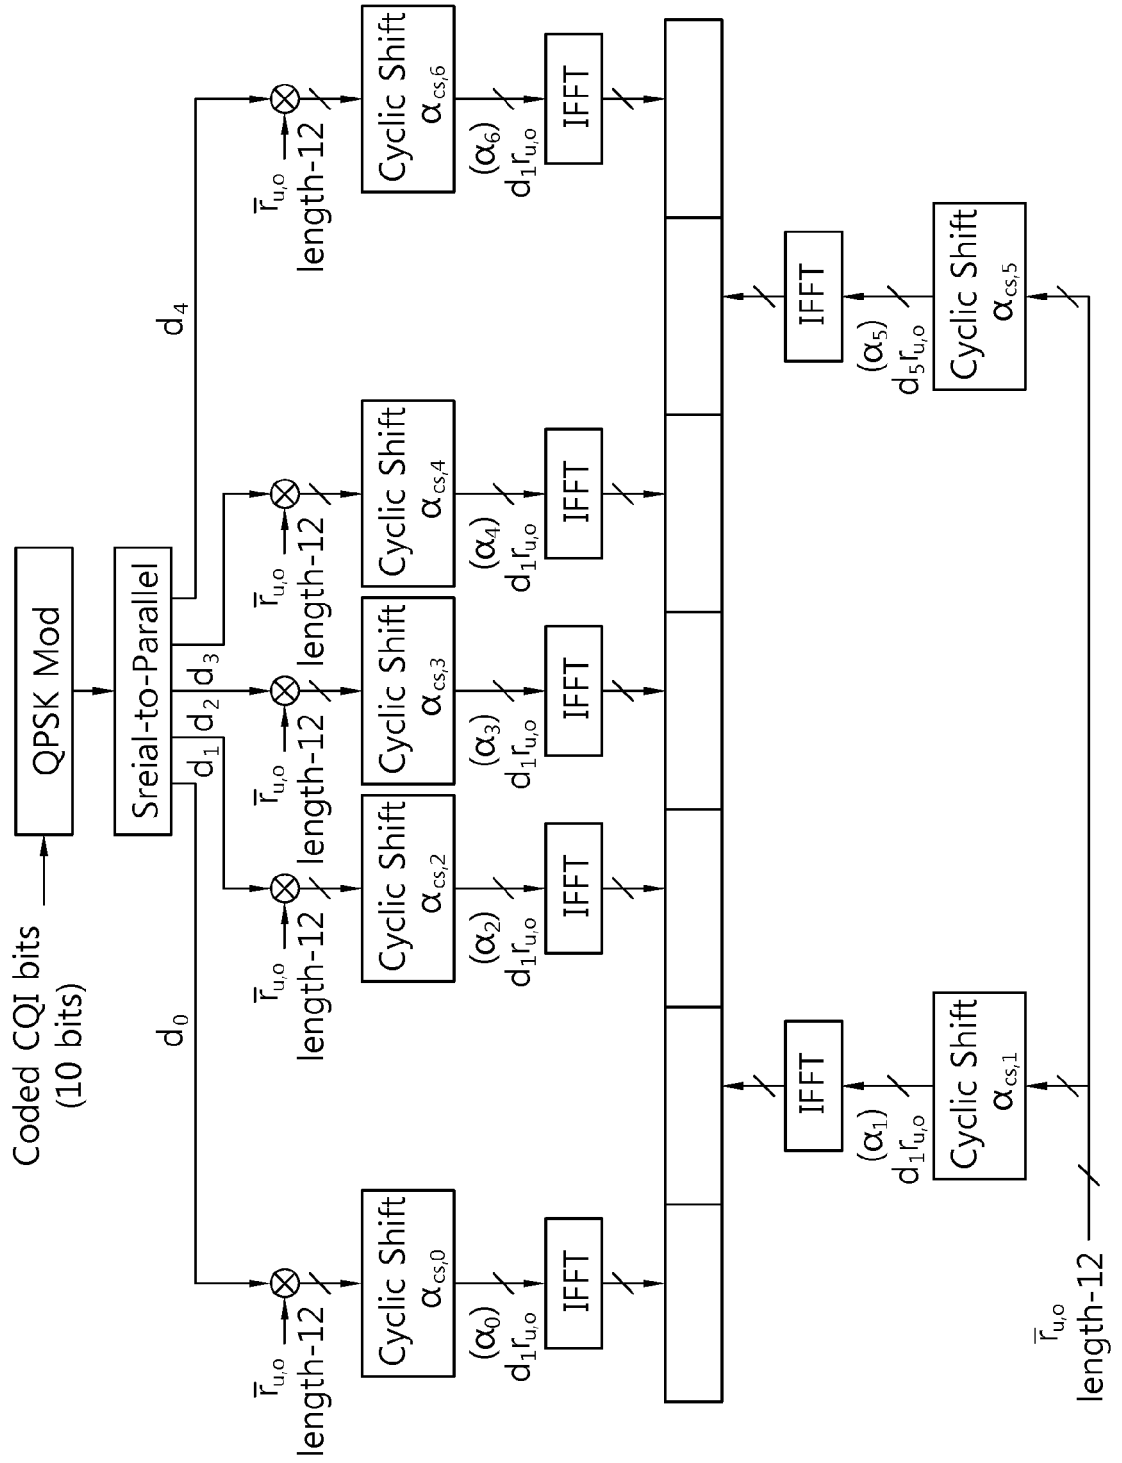 Coded CQI bits
(10 bits)
QPSK Mod
Sreial-to-Parallel
d₀
d₁
d₂
d₃
d₄
r̅u,o
length-12
r̅u,o
length-12
r̅u,o
length-12
r̅u,o
length-12
r̅u,o
length-12
Cyclic Shift
αcs,0
Cyclic Shift
αcs,2
Cyclic Shift
αcs,3
Cyclic Shift
αcs,4
Cyclic Shift
αcs,6
(α₀)
d₁ru,o
(α₂)
d₁ru,o
(α₃)
d₁ru,o
(α₄)
d₁ru,o
(α₆)
d₁ru,o
IFFT
IFFT
IFFT
IFFT
IFFT
IFFT
IFFT
(α₁)
d₁ru,o
(α₅)
d₅ru,o
Cyclic Shift
αcs,1
Cyclic Shift
αcs,5
r̅u,o
length-12